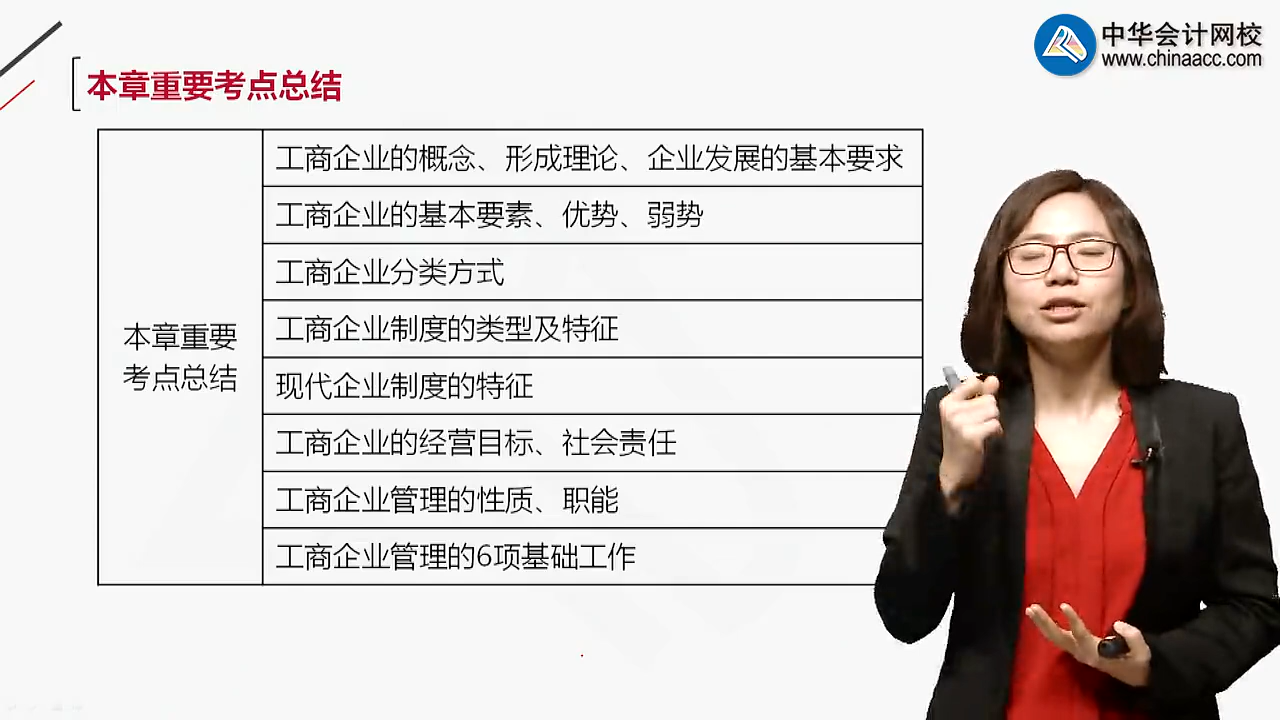 中华会计网校
www.chinaacc.com
本章重要考点总结
本章重要
考点总结
工商企业的概念、形成理论、企业发展的基本要求
工商企业的基本要素、优势、弱势
工商企业分类方式
工商企业制度的类型及特征
现代企业制度的特征
工商企业的经营目标、社会责任
工商企业管理的性质、职能
工商企业管理的6项基础工作